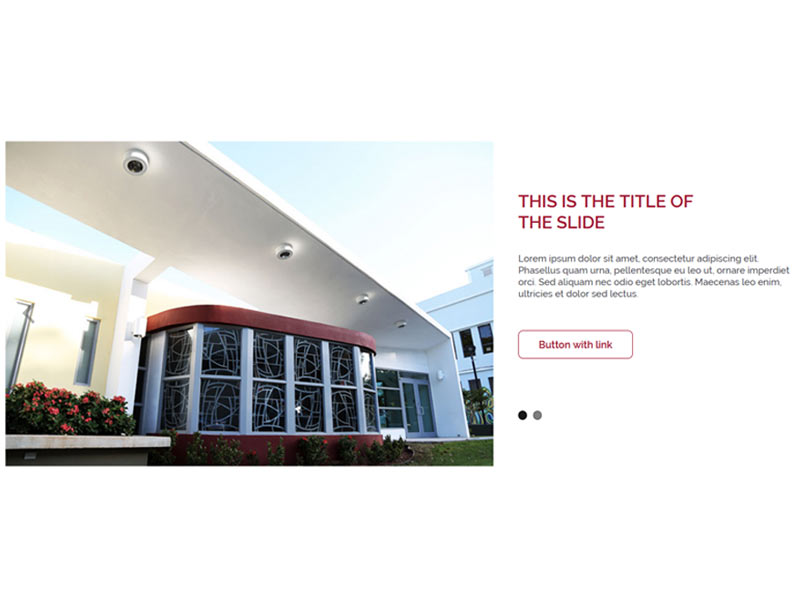 THIS IS THE TITLE OF
THE SLIDE
Lorem ipsum dolor sit amet, consectetur adipiscing elit.
Phasellus quam urna, pellentesque eu leo ut, ornare imperdiet
orci. Sed aliquam nec odio eget lobortis. Maecenas leo enim,
ultricies et dolor sed lectus.
Button with link